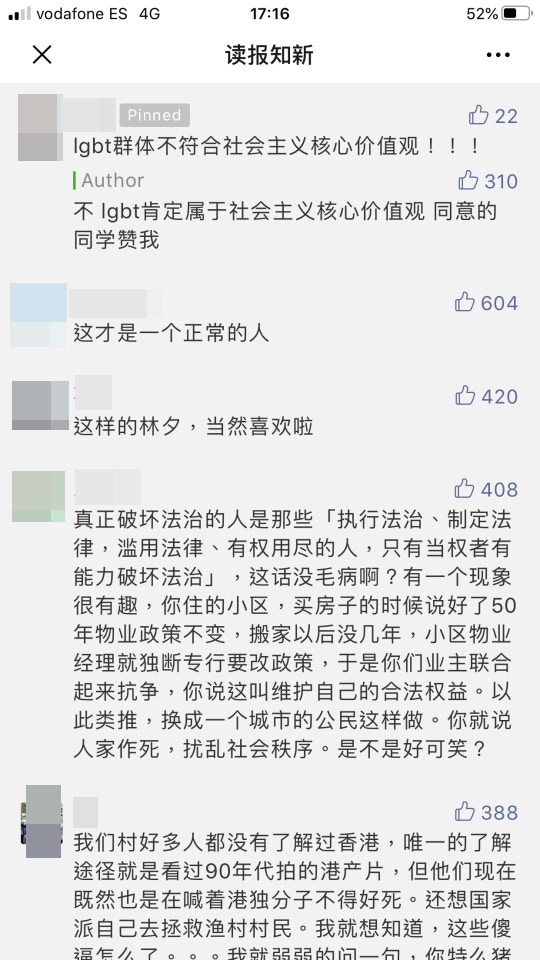 vodafone ES 4G 17:16 52%
读报知新
Pinned 22
lgbt群体不符合社会主义核心价值观！！！
Author 310
不 lgbt肯定属于社会主义核心价值观 同意的
同学赞我
604
这才是一个正常的人
420
这样的林夕，当然喜欢啦
408
真正破坏法治的人是那些「执行法治、制定法
律，滥用法律、有权用尽的人，只有当权者有
能力破坏法治」，这话没毛病啊？有一个现象
很有趣，你住的小区，买房子的时候说好了50
年物业政策不变，搬家以后没几年，小区物业
经理就独断专行要改政策，于是你们业主联合
起来抗争，你说这叫维护自己的合法权益。以
此类推，换成一个城市的公民这样做。你就说
人家作死，扰乱社会秩序。是不是好可笑？
388
我们村好多人都没有了解过香港，唯一的了解
途径就是看过90年代拍的港产片，但他们现在
既然也是在喊着港独分子不得好死。还想国家
派自己去拯救渔村村民。我就想知道，这些傻
逼怎么了。。。我就弱弱的问一句，你特么猪